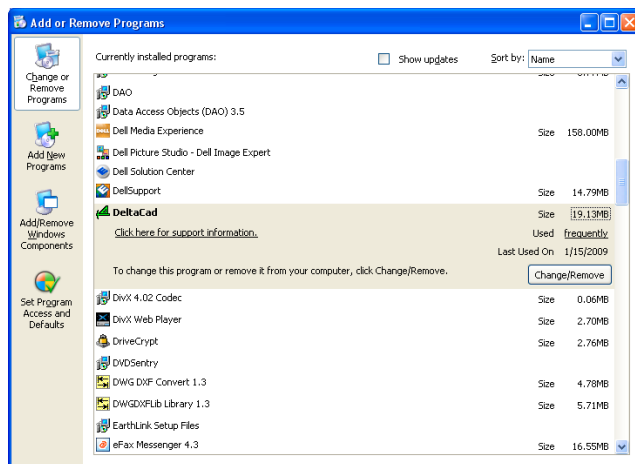 Add or Remove Programs
Change or
Remove
Programs
Add New
Programs
Add/Remove
Windows
Components
Set Program
Access and
Defaults
Currently installed programs:
Show updates
Sort by: Name
DAO
Data Access Objects (DAO) 3.5
Dell Media Experience Size 158.00MB
Dell Picture Studio - Dell Image Expert
Dell Solution Center
DellSupport Size 14.79MB
DeltaCad Size 19.13MB
Click here for support information. Used frequently
Last Used On 1/15/2009
To change this program or remove it from your computer, click Change/Remove. Change/Remove
DivX 4.02 Codec Size 0.06MB
DivX Web Player Size 2.70MB
DriveCrypt Size 2.76MB
DVDSentry
DWG DXF Convert 1.3 Size 4.78MB
DWGDXFLib Library 1.3 Size 5.71MB
EarthLink Setup Files
eFax Messenger 4.3 Size 16.55MB